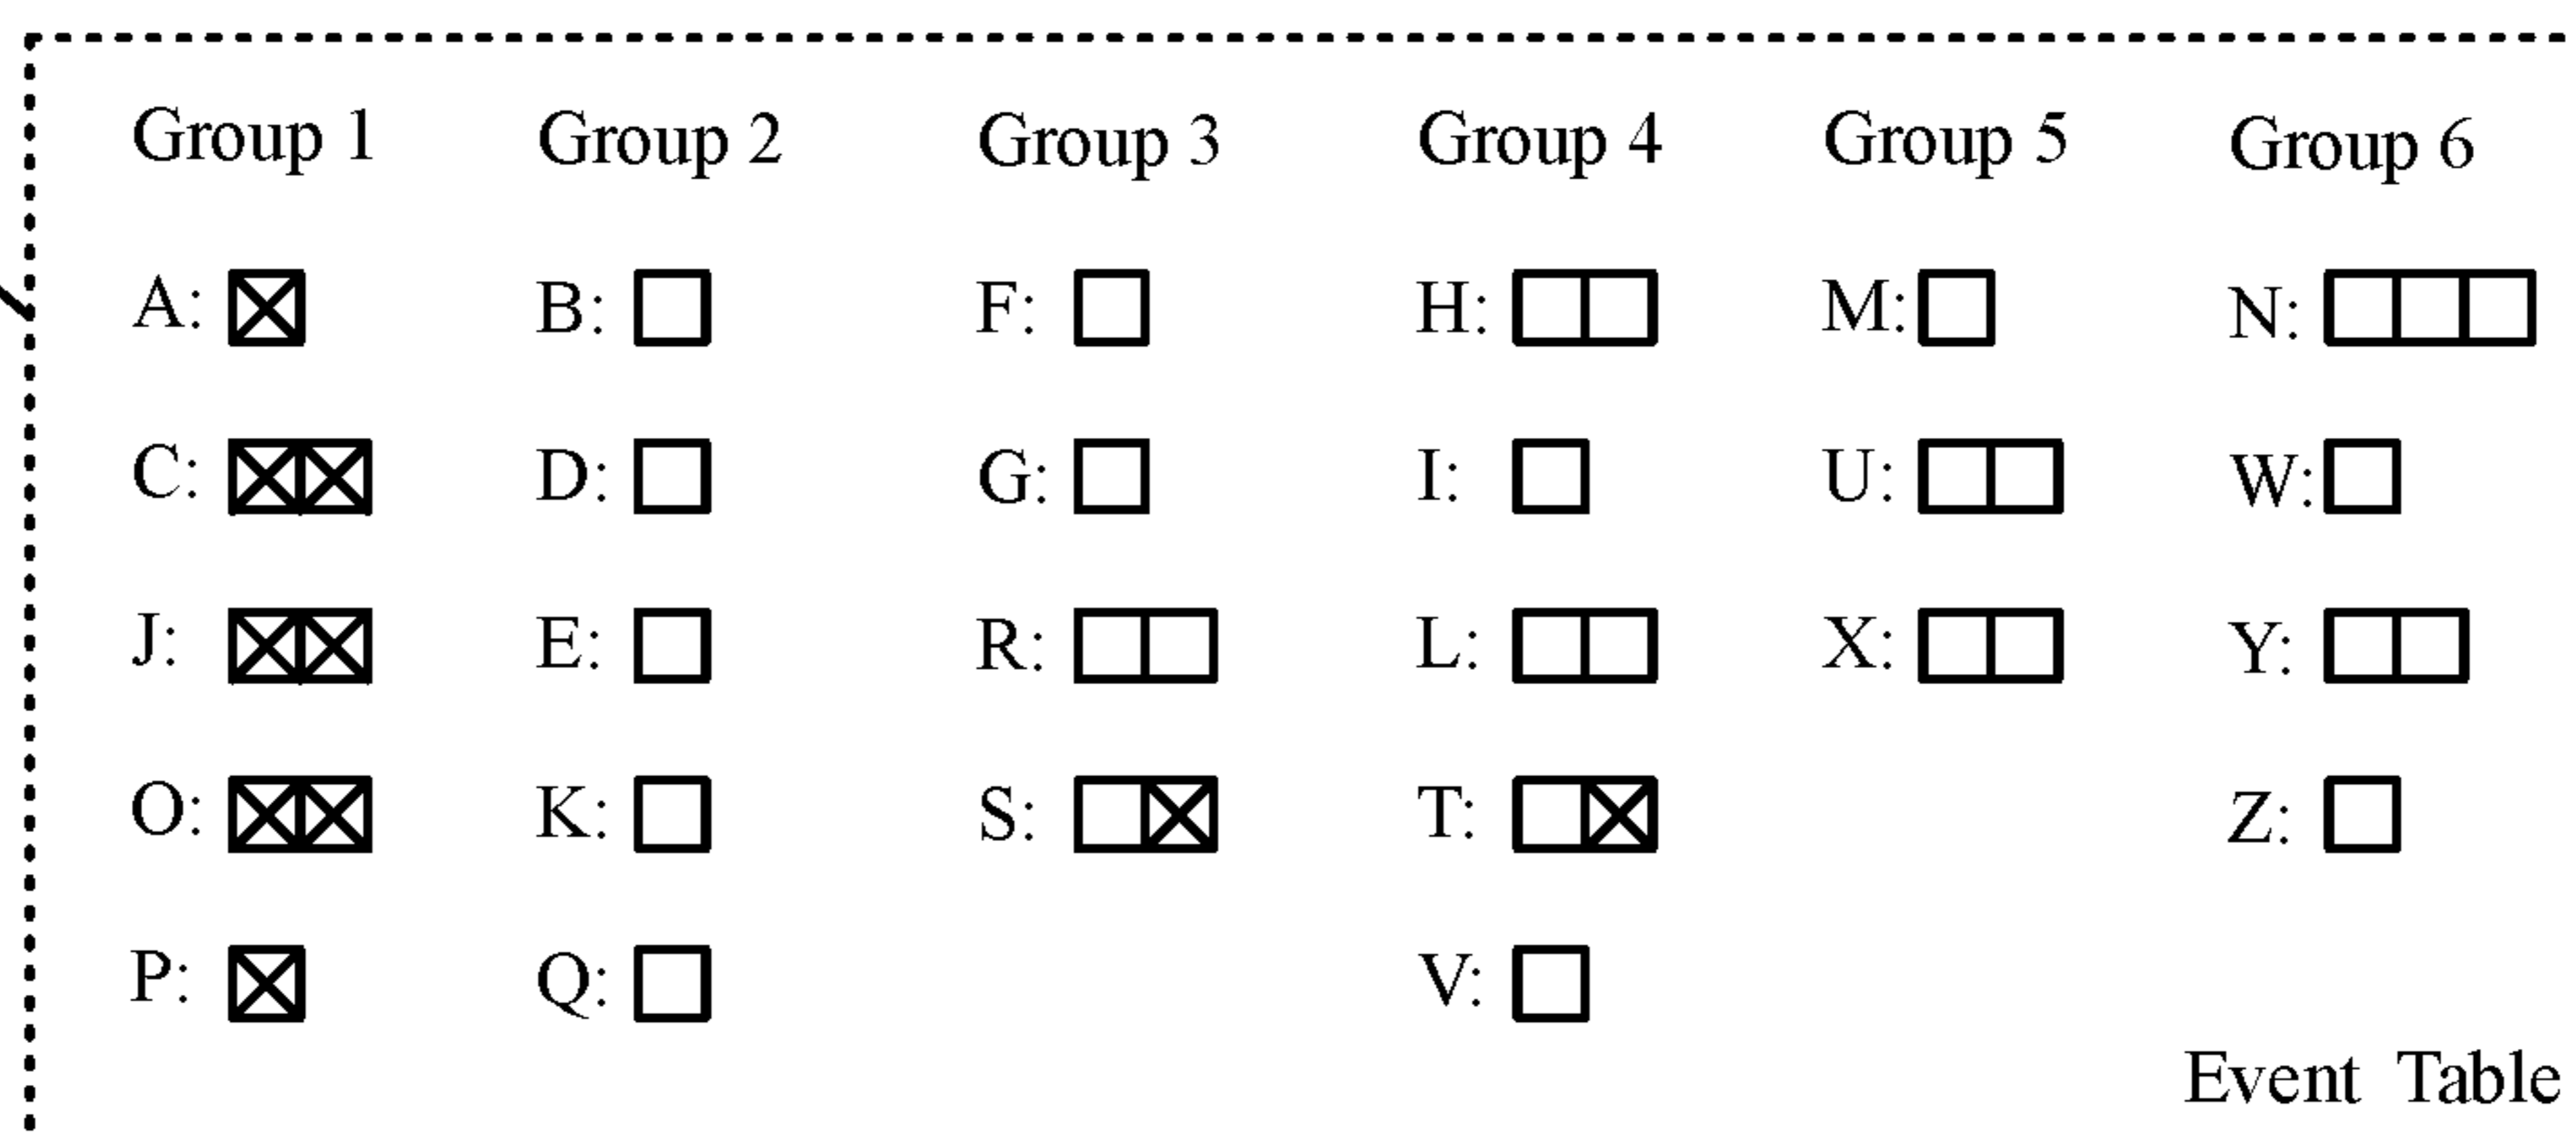 Group 1 Group 2 Group 3 Group 4 Group 5 Group 6
A: B: F: H: M: N:
C: D: G: I: U: W:
J: E: R: L: X: Y:
O: K: S: T: Z:
P: Q: V:
Event Table